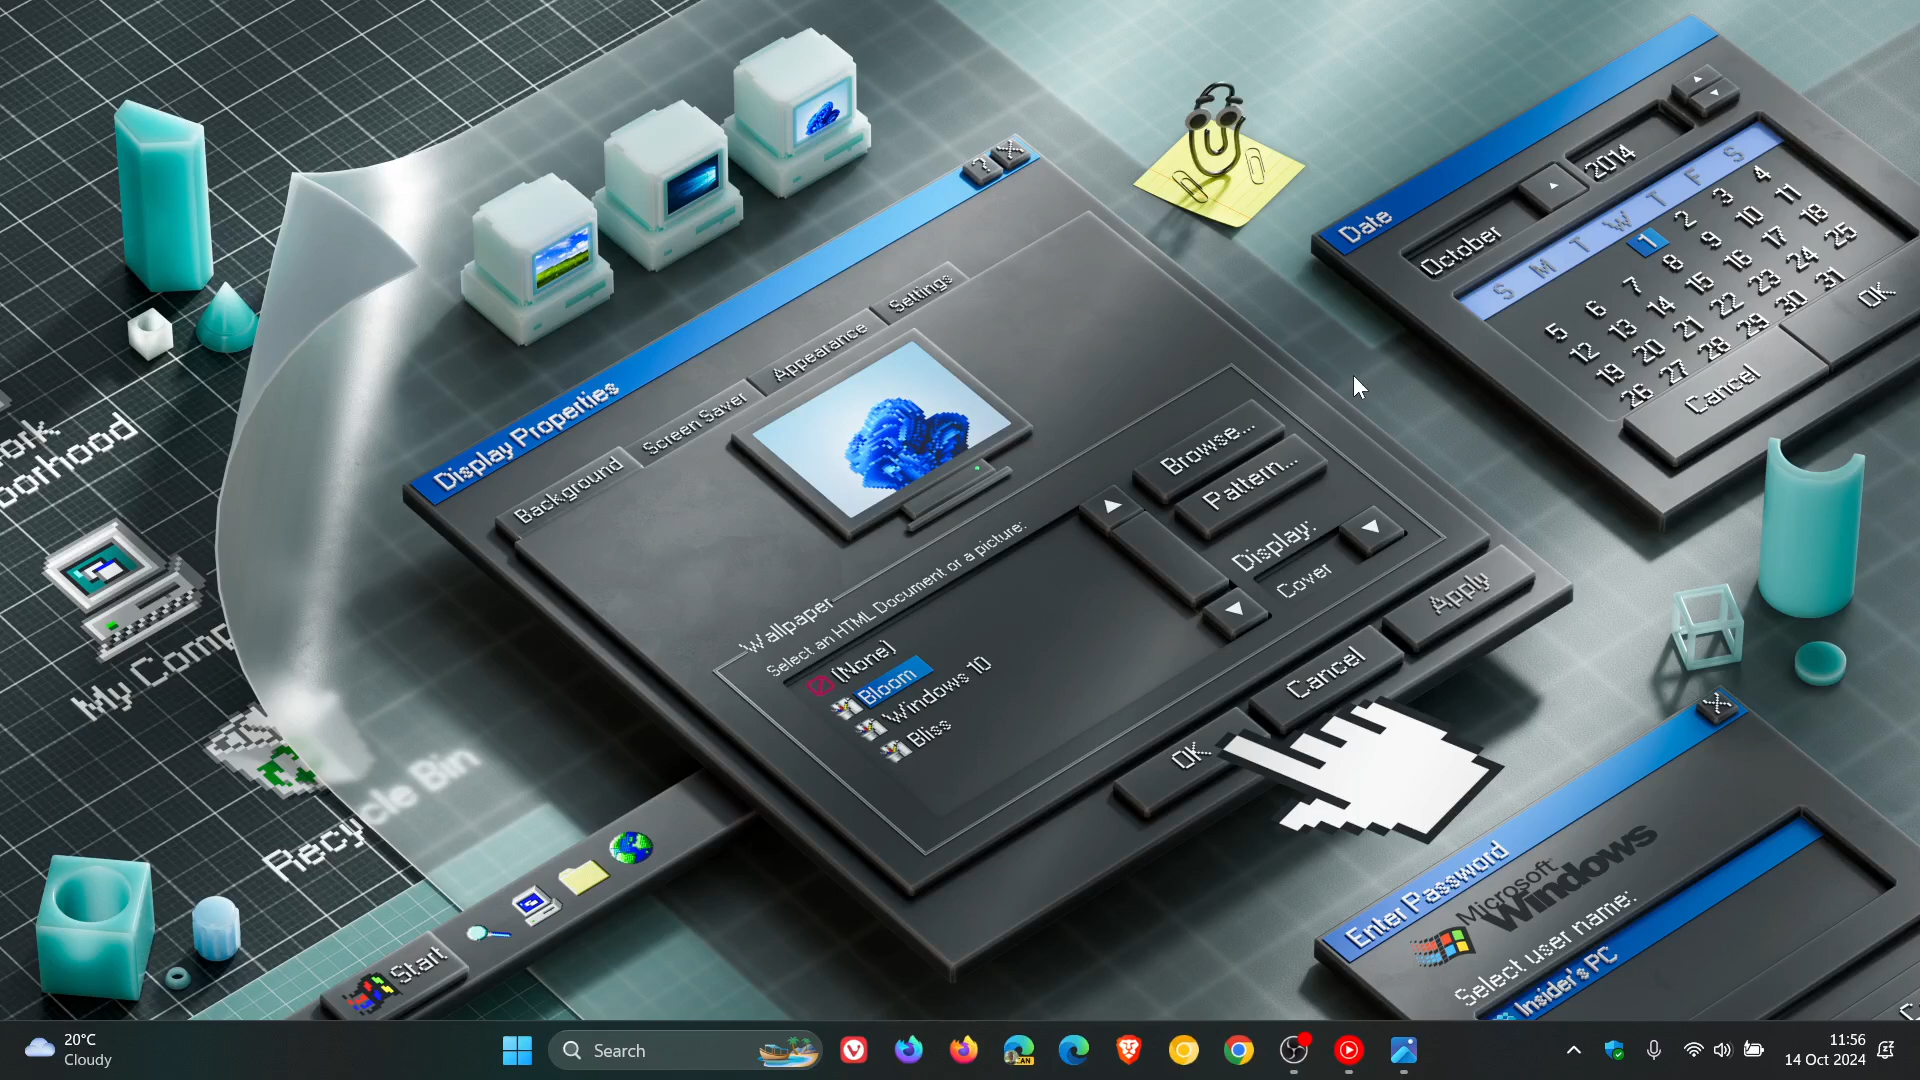 Display Properties
?
Background
Screen Saver
Appearance
Settings
Wallpaper
Select an HTML Document or a picture:
(None)
Bloom
Windows 10
Bliss
Browse...
Pattern...
Display:
Cover
OK
Cancel
Apply
Date
October
2014
S M T W T F S
1 2 3 4
5 6 7 8 9 10 11
12 13 14 15 16 17 18
19 20 21 22 23 24 25
26 27 28 29 30 31
Cancel
OK
My Comp
Recycle Bin
Start
Enter Password
Microsoft
Windows
Select user name:
Insider's PC
20°C
Cloudy
Search
CAN
11:56
14 Oct 2024